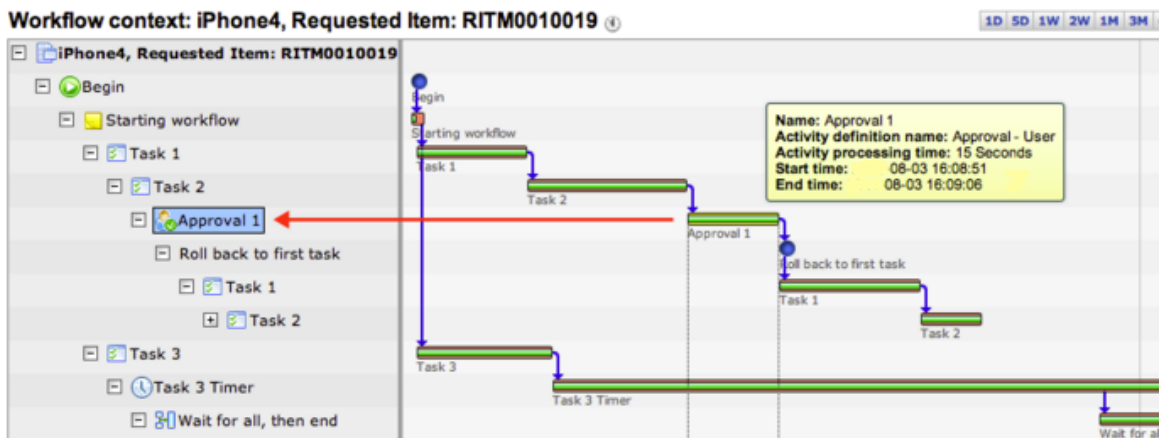 Workflow context: iPhone4, Requested Item: RITM0010019
1D 5D 1W 2W 1M 3M
iPhone4, Requested Item: RITM0010019
Begin
Starting workflow
Task 1
Task 2
Approval 1
Roll back to first task
Task 1
Task 2
Task 3
Task 3 Timer
Wait for all, then end
Begin
Starting workflow
Task 1
Task 2
Approval 1
Roll back to first task
Task 1
Task 2
Task 3
Task 3 Timer
Wait for al
Name: Approval 1
Activity definition name: Approval - User
Activity processing time: 15 Seconds
Start time: 08-03 16:08:51
End time: 08-03 16:09:06